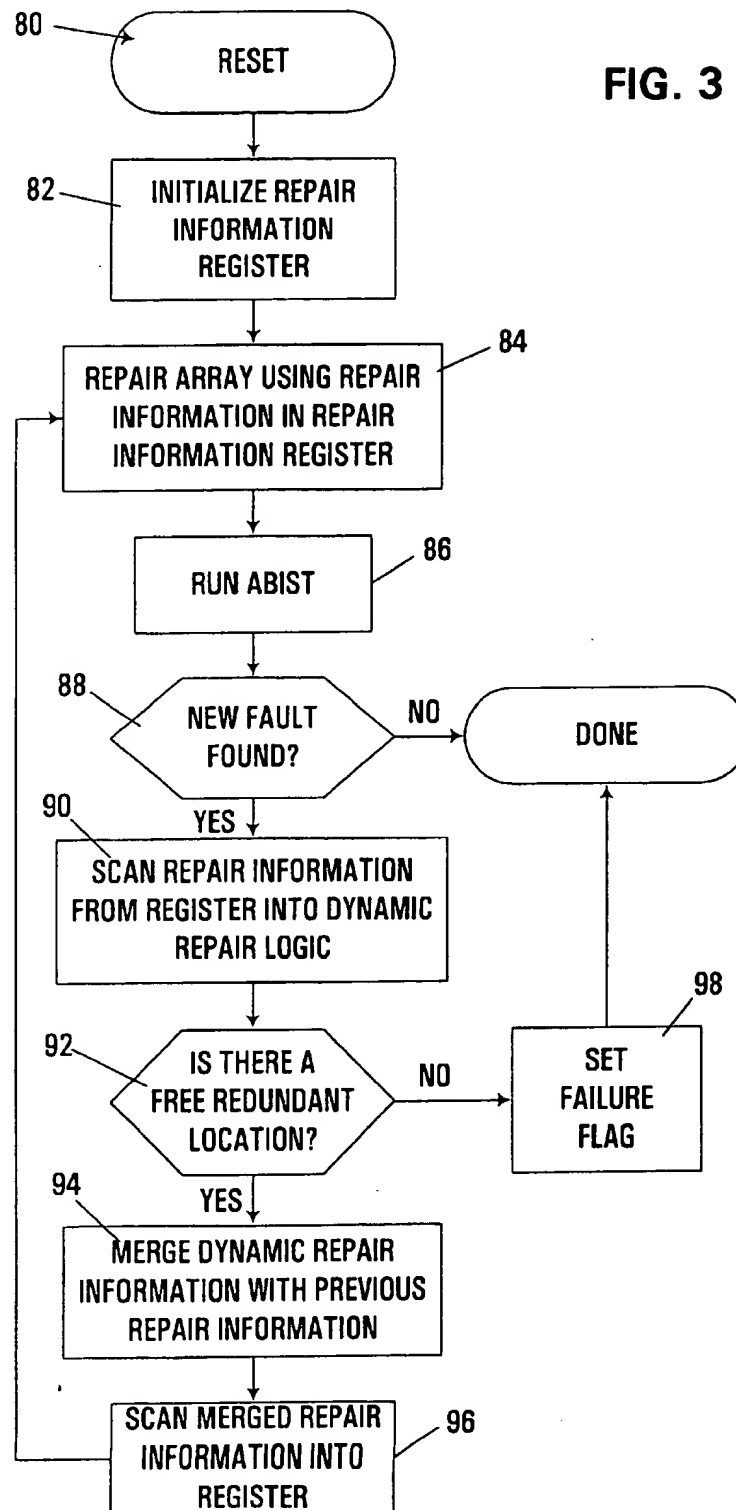 80
RESET
FIG. 3
82
INITIALIZE REPAIR
INFORMATION
REGISTER
84
REPAIR ARRAY USING REPAIR
INFORMATION IN REPAIR
INFORMATION REGISTER
86
RUN ABIST
88
NEW FAULT
FOUND?
NO
DONE
YES
90
SCAN REPAIR INFORMATION
FROM REGISTER INTO DYNAMIC
REPAIR LOGIC
92
IS THERE A
FREE REDUNDANT
LOCATION?
NO
98
SET
FAILURE
FLAG
YES
94
MERGE DYNAMIC REPAIR
INFORMATION WITH PREVIOUS
REPAIR INFORMATION
SCAN MERGED REPAIR
INFORMATION INTO
REGISTER
96